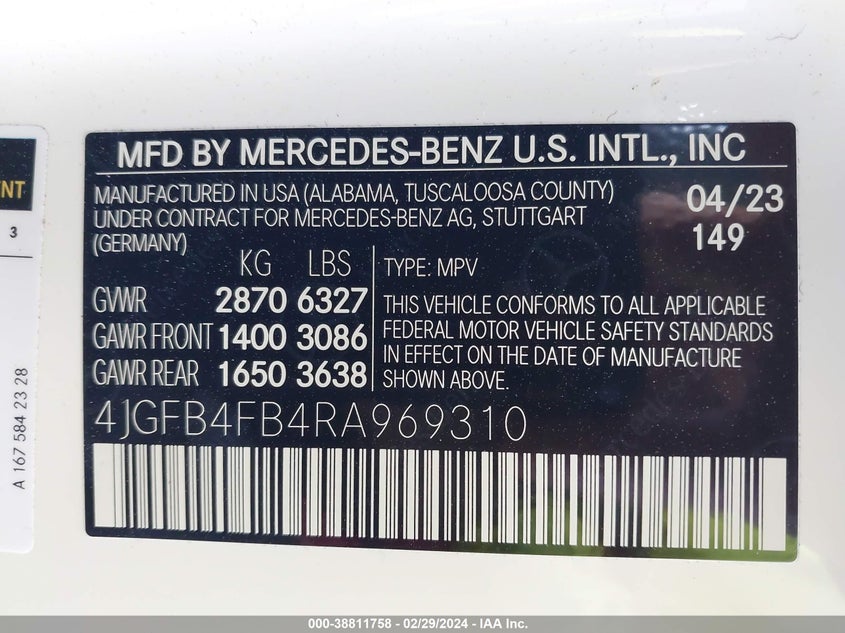 MFD BY MERCEDES-BENZ U.S. INTL., INC
MANUFACTURED IN USA (ALABAMA, TUSCALOOSA COUNTY)
UNDER CONTRACT FOR MERCEDES-BENZ AG, STUTTGART
(GERMANY)
04/23
149
KG LBS
GVWR 2870 6327
GAWR FRONT 1400 3086
GAWR REAR 1650 3638
TYPE: MPV
THIS VEHICLE CONFORMS TO ALL APPLICABLE
FEDERAL MOTOR VEHICLE SAFETY STANDARDS
IN EFFECT ON THE DATE OF MANUFACTURE
SHOWN ABOVE.
4JGFB4FB4RA969310
3
A 167 584 23 28
000-38811758 - 02/29/2024 - IAA Inc.